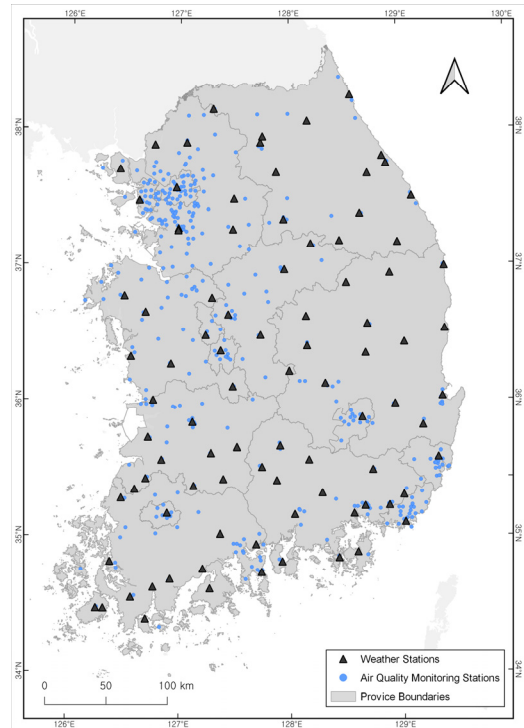 126°E 127°E 128°E 129°E 130°E
38°N 38°N
37°N 37°N
36°N 36°N
35°N 35°N
34°N 34°N
Weather Stations
Air Quality Monitoring Stations
Provice Boundaries
0 50 100 km
126°E 127°E 128°E 129°E